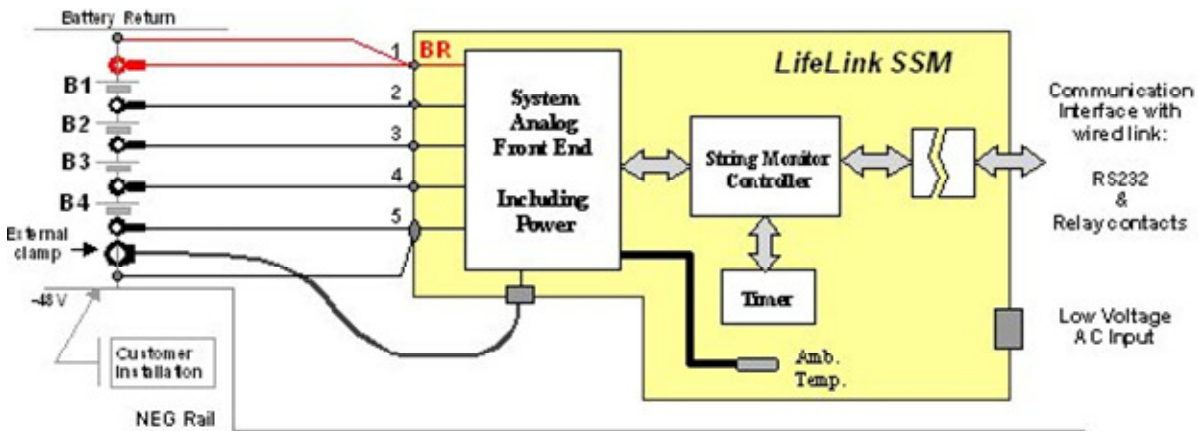 Battery Return
B1
B2
B3
B4
External
clamp
-48 V
Customer
Installation
NEG Rail
1
2
3
4
5
BR
System
Analog
Front End
Including
Power
LifeLink SSM
String Monitor
Controller
Timer
Amb.
Temp.
Communication
Interface with
wired link:
RS232
&
Relay contacts
Low Voltage
AC Input